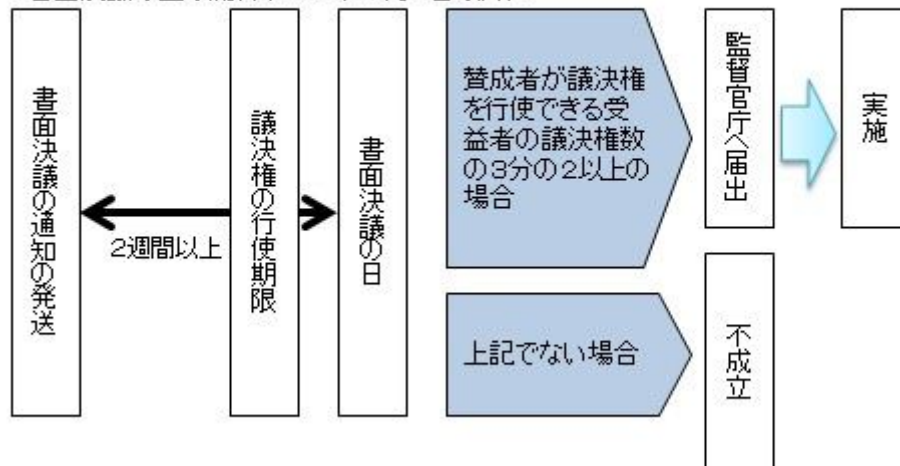 書面決議の通知の発送
2週間以上
議決権の行使期限
書面決議の日
賛成者が議決権
を行使できる受
益者の議決権数
の3分の2以上の
場合
監督官庁へ届出
実施
上記でない場合
不成立